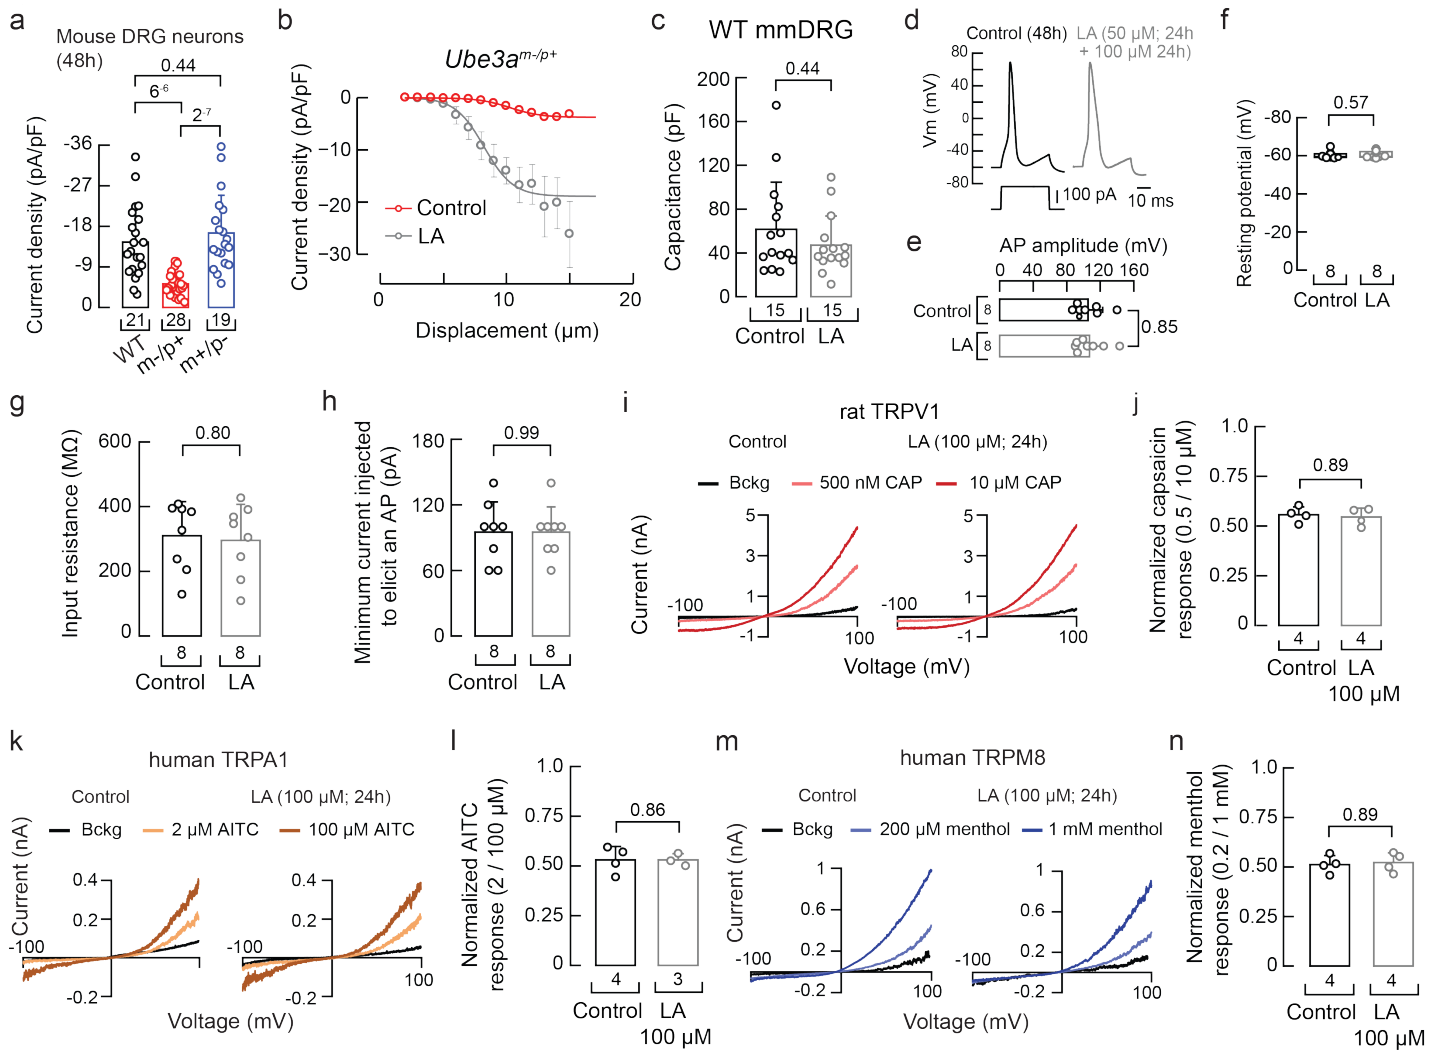 a
Mouse DRG neurons
(48h)
0.44
6⁻⁶
2⁻⁷
Current density (pA/pF)
-36
-27
-18
-9
0
21
28
19
WT
m-/p+
m+/p-
b
Ube3a^m-/p+
Current density (pA/pF)
0
−10
−20
−30
Control
LA
0
10
20
Displacement (µm)
c
WT mmDRG
0.44
Capacitance (pF)
200
160
120
80
40
0
15
15
Control
LA
d
Control (48h)
LA (50 µM; 24h
+ 100 µM 24h)
Vm (mV)
80
40
0
-40
-80
100 pA
10 ms
e
AP amplitude (mV)
0
40
80
120
160
Control
8
LA
8
0.85
f
0.57
Resting potential (mV)
-80
-60
-40
-20
0
8
8
Control
LA
g
0.80
Input resistance (MΩ)
600
400
200
0
8
8
Control
LA
h
0.99
Minimum current injected
to elicit an AP (pA)
180
120
60
0
8
8
Control
LA
i
rat TRPV1
Control
LA (100 µM; 24h)
Bckg
500 nM CAP
10 µM CAP
Current (nA)
5
3
1
-1
-100
100
5
3
1
-1
-100
100
Voltage (mV)
j
0.89
Normalized capsaicin
response (0.5 / 10 µM)
1.0
0.75
0.50
0.25
0
4
4
Control
LA
100 µM
k
human TRPA1
Control
LA (100 µM; 24h)
Bckg
2 µM AITC
100 µM AITC
Current (nA)
0.4
0.2
-0.2
-100
0.4
0.2
-0.2
-100
100
Voltage (mV)
l
0.86
Normalized AITC
response (2 / 100 µM)
1.0
0.75
0.50
0.25
0
4
3
Control
LA
100 µM
m
human TRPM8
Control
LA (100 µM; 24h)
Bckg
200 µM menthol
1 mM menthol
Current (nA)
1
0.6
0.2
-0.2
-100
100
1
0.6
0.2
-0.2
-100
100
Voltage (mV)
n
0.89
Normalized menthol
response (0.2 / 1 mM)
1.0
0.75
0.50
0.25
0
4
4
Control
LA
100 µM